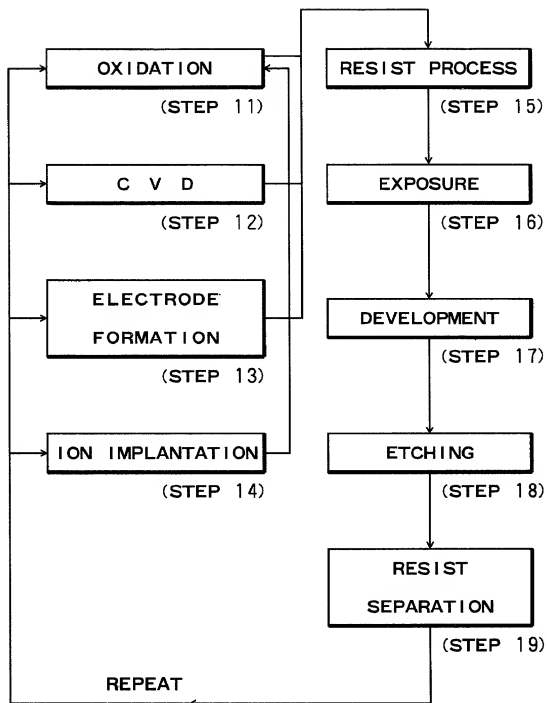 OXIDATION
(STEP 11)
CVD
(STEP 12)
ELECTRODE
FORMATION
(STEP 13)
ION IMPLANTATION
(STEP 14)
RESIST PROCESS
(STEP 15)
EXPOSURE
(STEP 16)
DEVELOPMENT
(STEP 17)
ETCHING
(STEP 18)
RESIST
SEPARATION
(STEP 19)
REPEAT